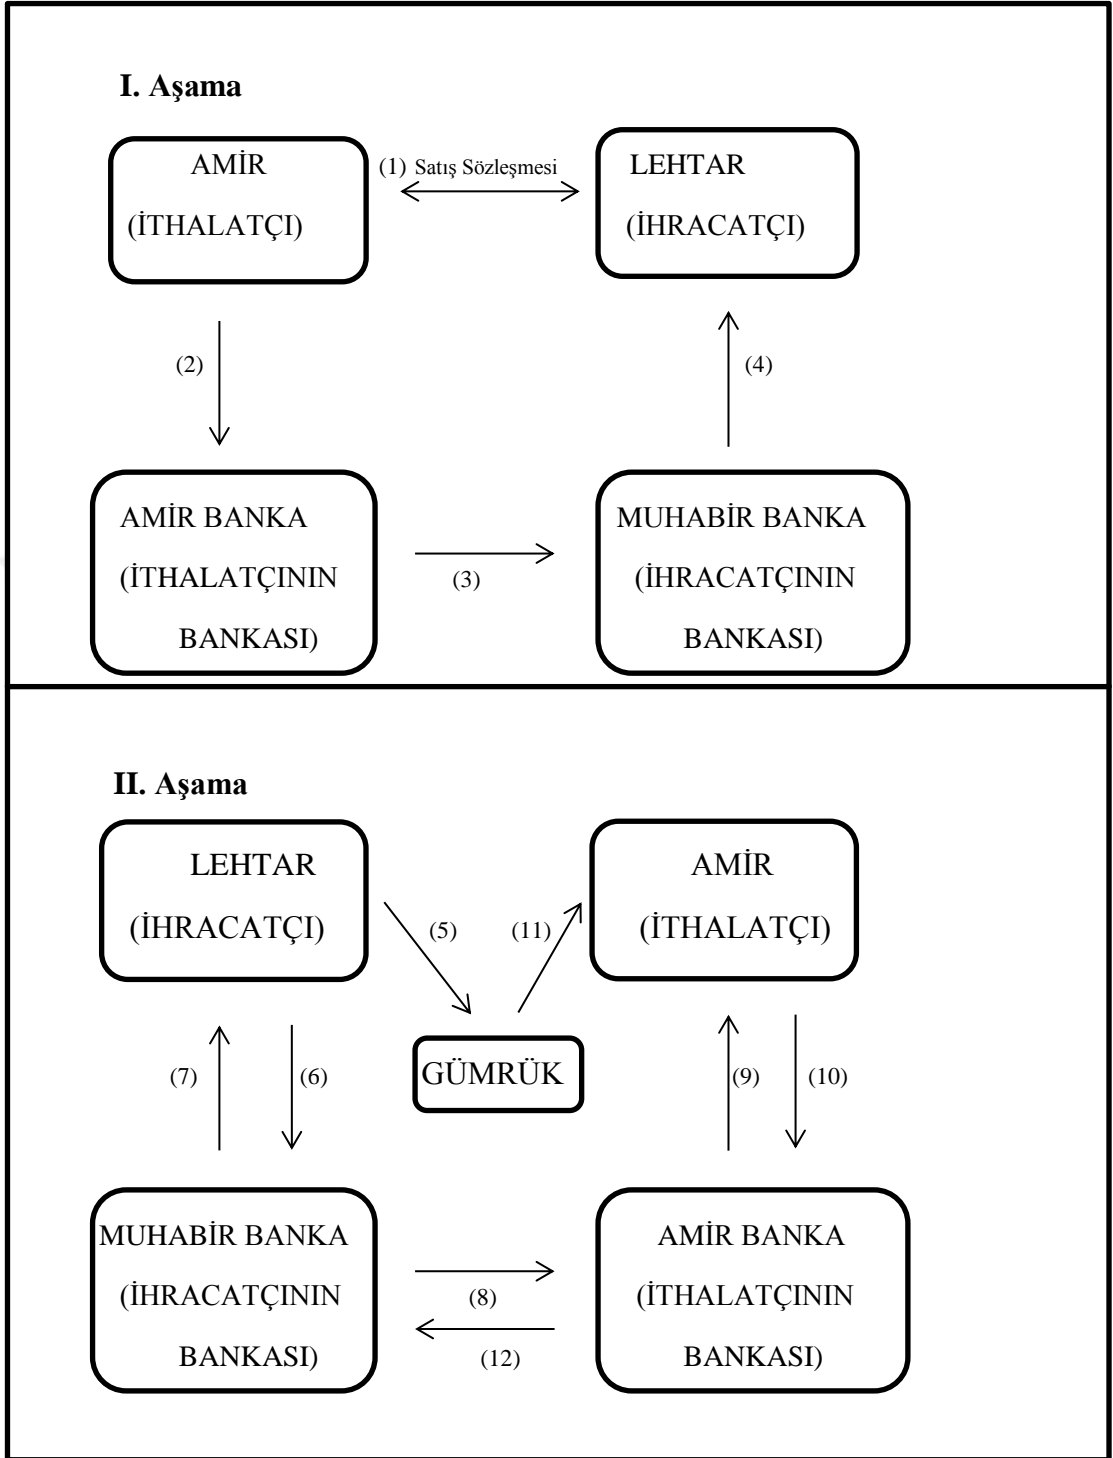 I. Aşama
AMİR
(İTHALATÇI)
(1) Satış Sözleşmesi
LEHTAR
(İHRACATÇI)
(2)
(4)
AMİR BANKA
(İTHALATÇININ
BANKASI)
(3)
MUHABİR BANKA
(İHRACATÇININ
BANKASI)
II. Aşama
LEHTAR
(İHRACATÇI)
(5)
(11)
AMİR
(İTHALATÇI)
GÜMRÜK
(7)
(6)
(9)
(10)
MUHABİR BANKA
(İHRACATÇININ
BANKASI)
(8)
(12)
AMİR BANKA
(İTHALATÇININ
BANKASI)